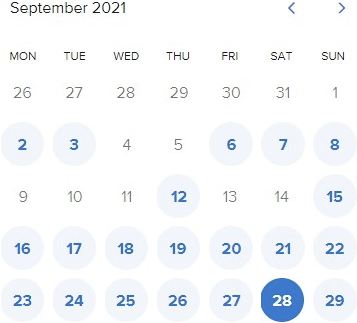 September 2021
MON TUE WED THU FRI SAT SUN
26 27 28 29 30 31 1
2 3 4 5 6 7 8
9 10 11 12 13 14 15
16 17 18 19 20 21 22
23 24 25 26 27 28 29